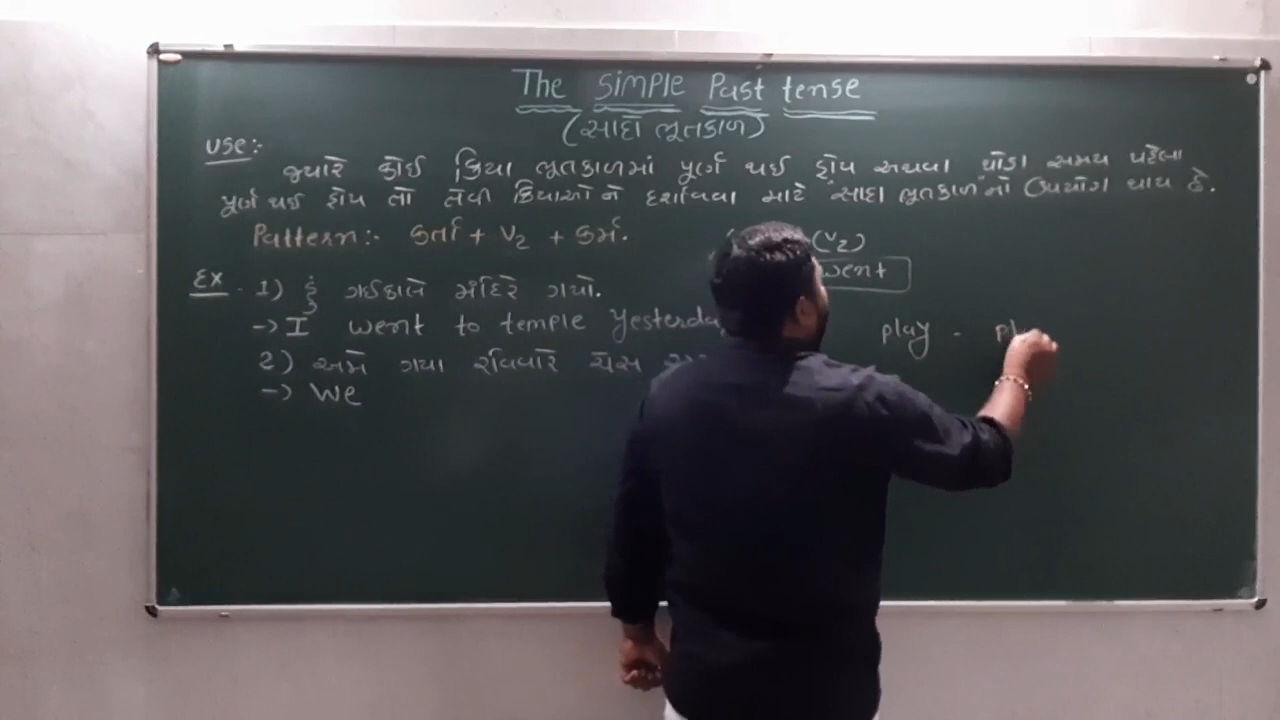 The Simple Past tense
(સાદો ભૂતકાળ)
use:-
જ્યારે કોઈ ક્રિયા ભૂતકાળમાં પૂર્ણ થઈ હોય અથવા થોડા સમય પહેલા
પૂર્ણ થઈ હોય તો તેવી ક્રિયાઓને દર્શાવવા માટે "સાદા ભૂતકાળ"નો ઉપયોગ થાય છે.
Pattern:- કર્તા + V2 + કર્મ.
(V2)
went
Ex. 1) હું ગઈકાલે મંદિરે ગયો.
-> I went to temple Yesterda
play -
2) અમે ગયા રવિવારે ચેસ
-> We